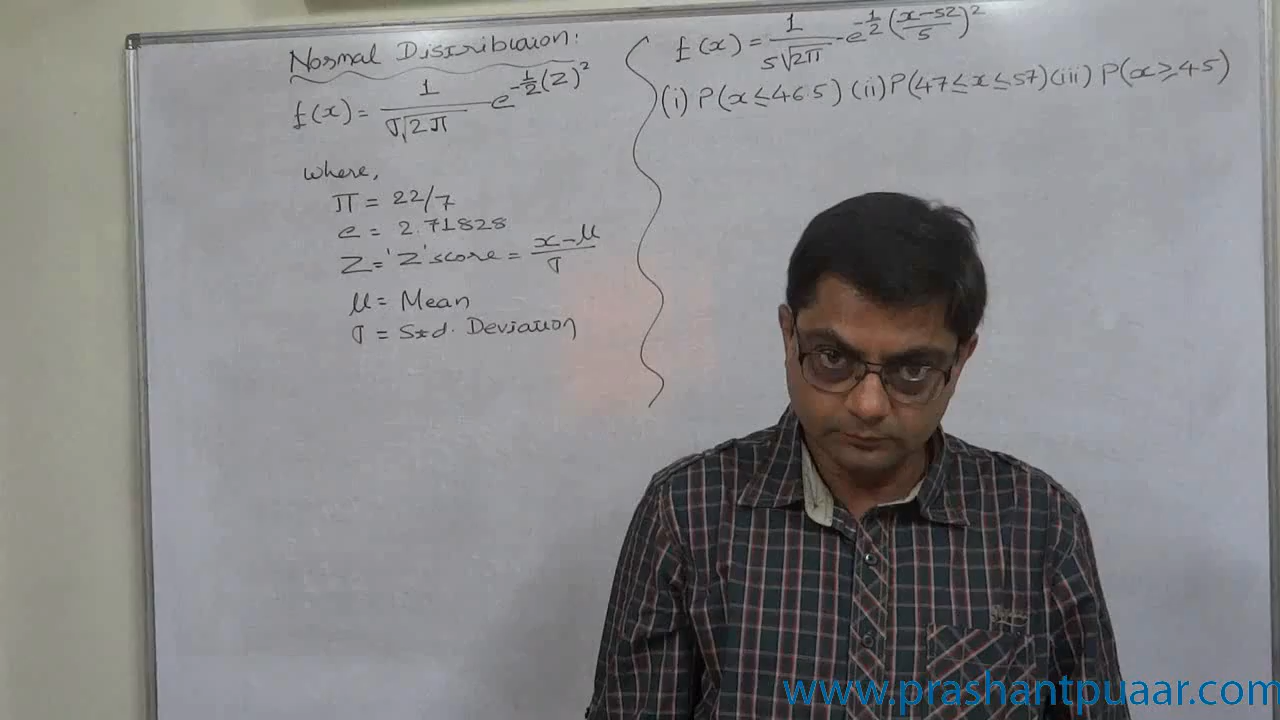 Normal Distribution:
f(x) = 1/(σ√2π) e^(-½(Z)²)
where,
π = 22/7
e = 2.71828
Z = 'Z' score = (x-μ)/σ
μ = Mean
σ = Std. Deviation
f(x) = 1/(5√2π) · e^(-½((x-52)/5)²)
(i) P(x≤46.5) (ii) P(47≤x≤57) (iii) P(x≥45)
www.prashantpuaar.com